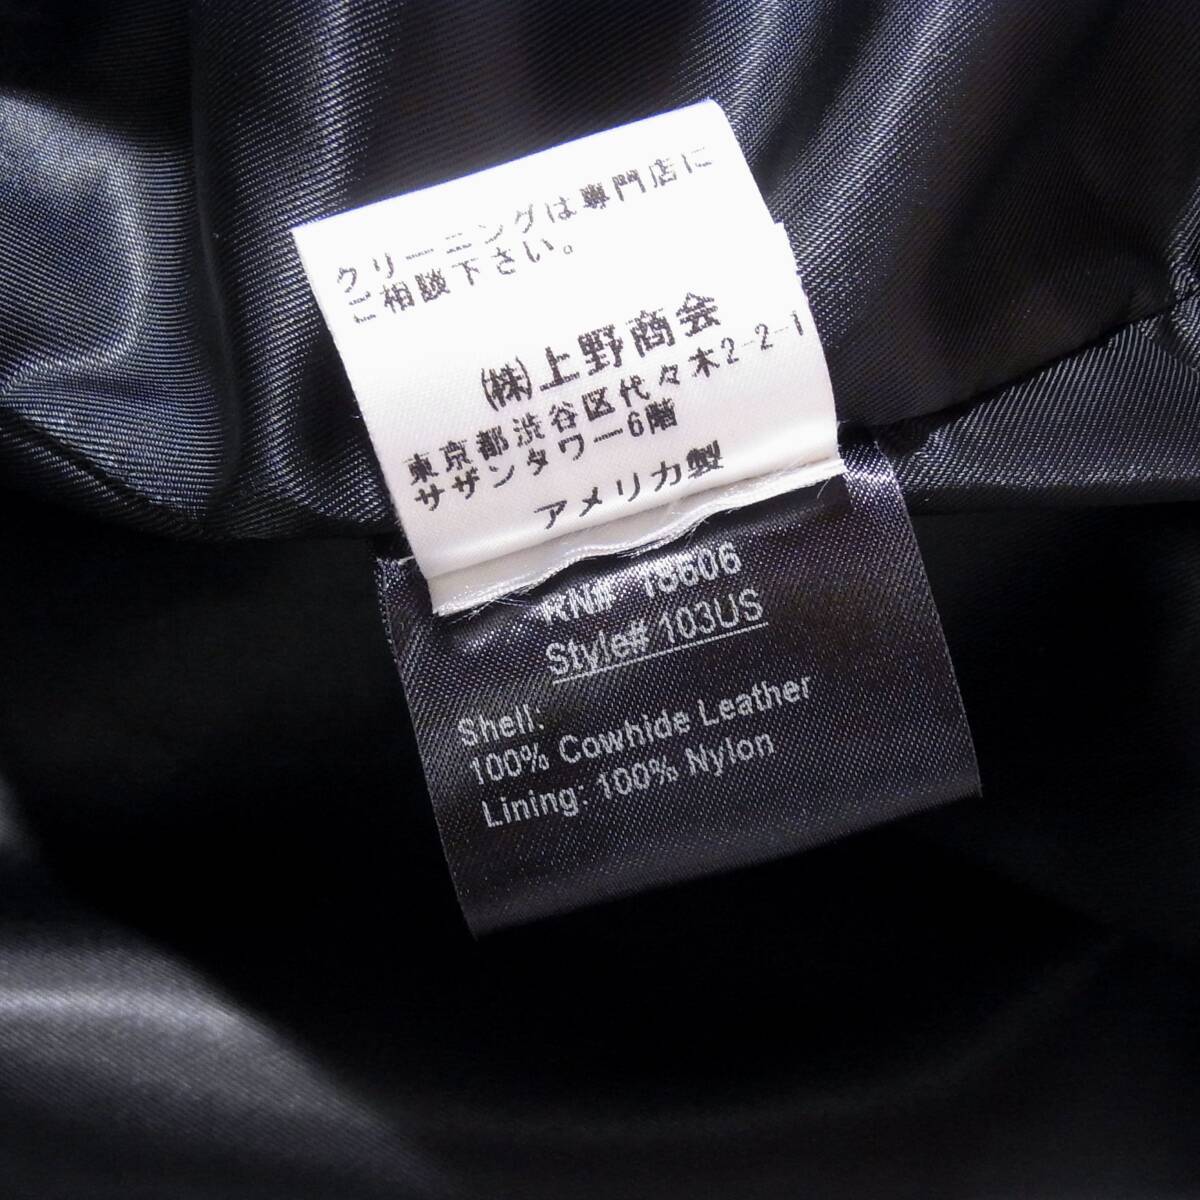 クリーニングは専門店に
ご相談下さい。
㈱上野商会
東京都渋谷区代々木2-2-1
サザンタワー6階
アメリカ製
RN# 18606
Style# 103US
Shell:
100% Cowhide Leather
Lining: 100% Nylon